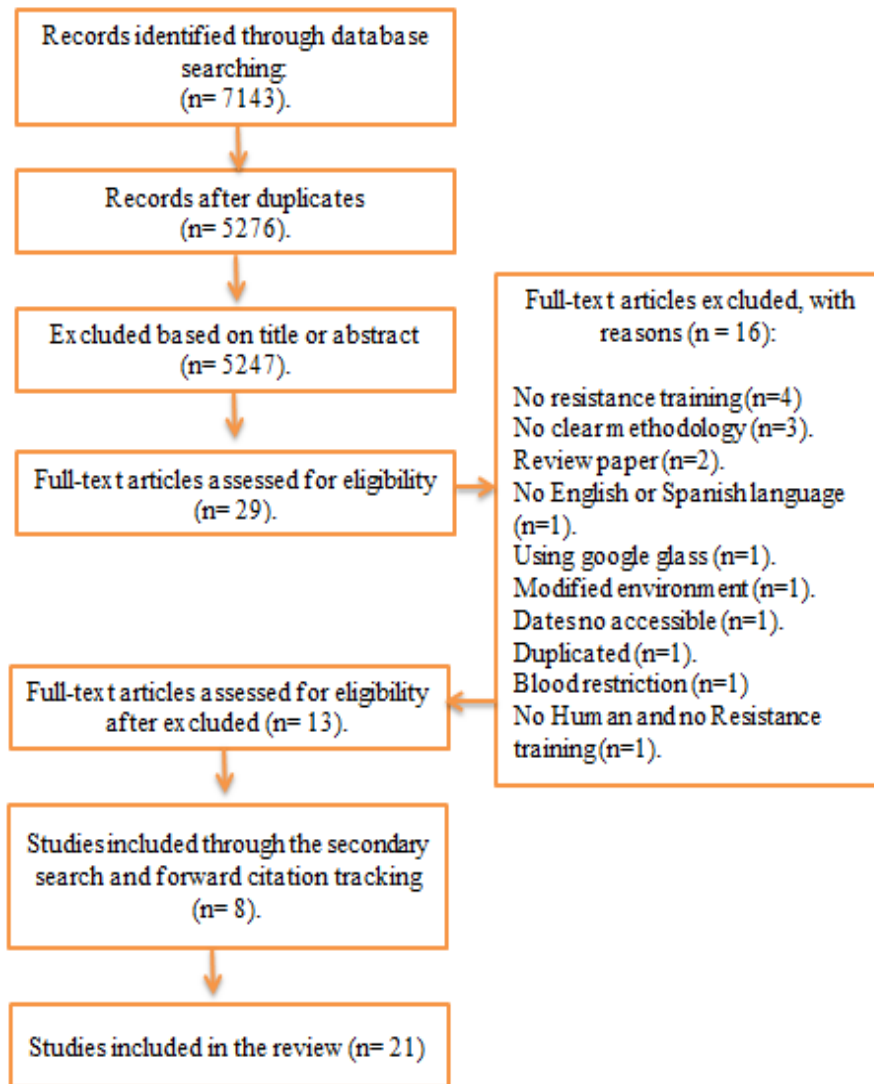 Records identified through database
searching:
(n= 7143).
Records after duplicates
(n= 5276).
Excluded based on title or abstract
(n= 5247).
Full-text articles assessed for eligibility
(n= 29).
Full-text articles excluded, with
reasons (n = 16):
No resistance training (n=4)
No clear methodology (n=3).
Review paper (n=2).
No English or Spanish language
(n=1).
Using google glass (n=1).
Modified environment (n=1).
Dates no accessible (n=1).
Duplicated (n=1).
Blood restriction (n=1)
No Human and no Resistance
training (n=1).
Full-text articles assessed for eligibility
after excluded (n= 13).
Studies included through the secondary
search and forward citation tracking
(n= 8).
Studies included in the review (n= 21)